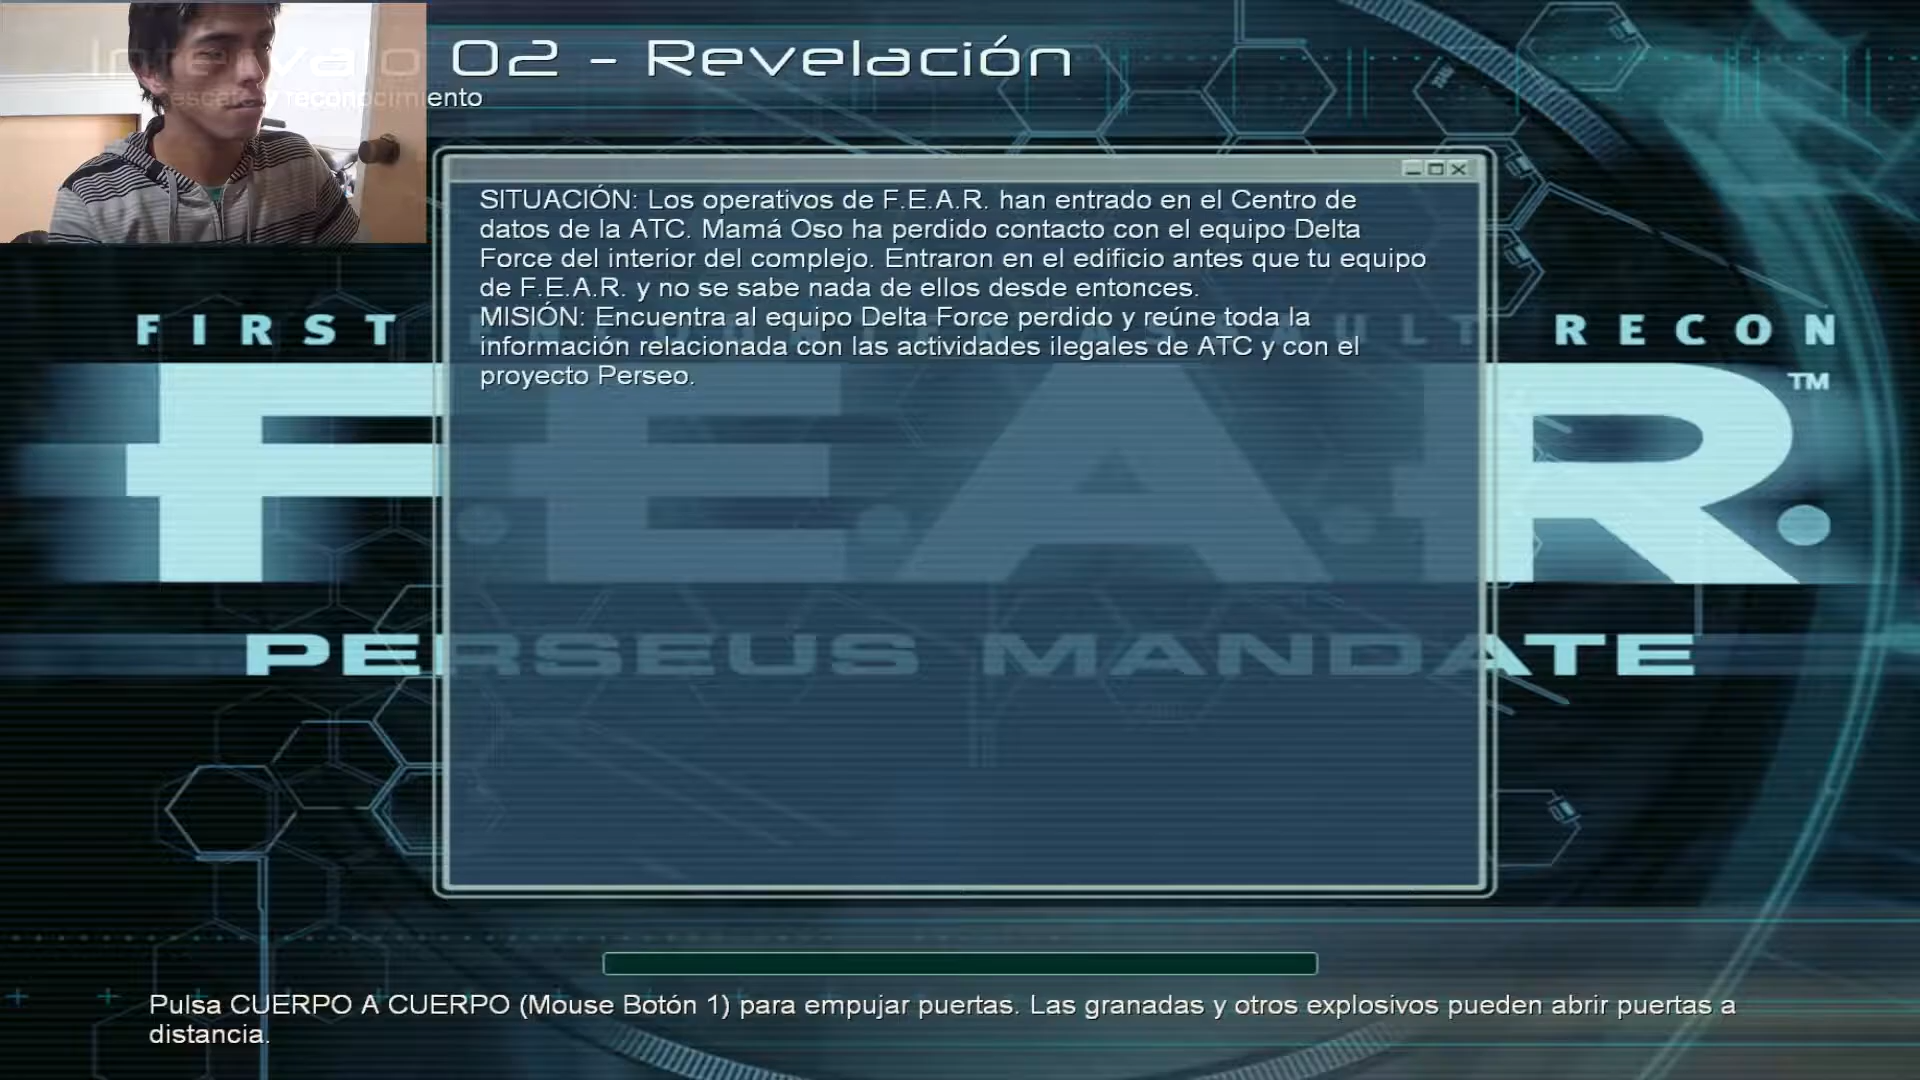 Intervalo 02 - Revelación
escan y reconocimiento
SITUACIÓN: Los operativos de F.E.A.R. han entrado en el Centro de
datos de la ATC. Mamá Oso ha perdido contacto con el equipo Delta
Force del interior del complejo. Entraron en el edificio antes que tu equipo
de F.E.A.R. y no se sabe nada de ellos desde entonces.
MISIÓN: Encuentra al equipo Delta Force perdido y reúne toda la
información relacionada con las actividades ilegales de ATC y con el
proyecto Perseo.
FIRST RECON
F.E.A.R.™
PERSEUS MANDATE
Pulsa CUERPO A CUERPO (Mouse Botón 1) para empujar puertas. Las granadas y otros explosivos pueden abrir puertas a
distancia.